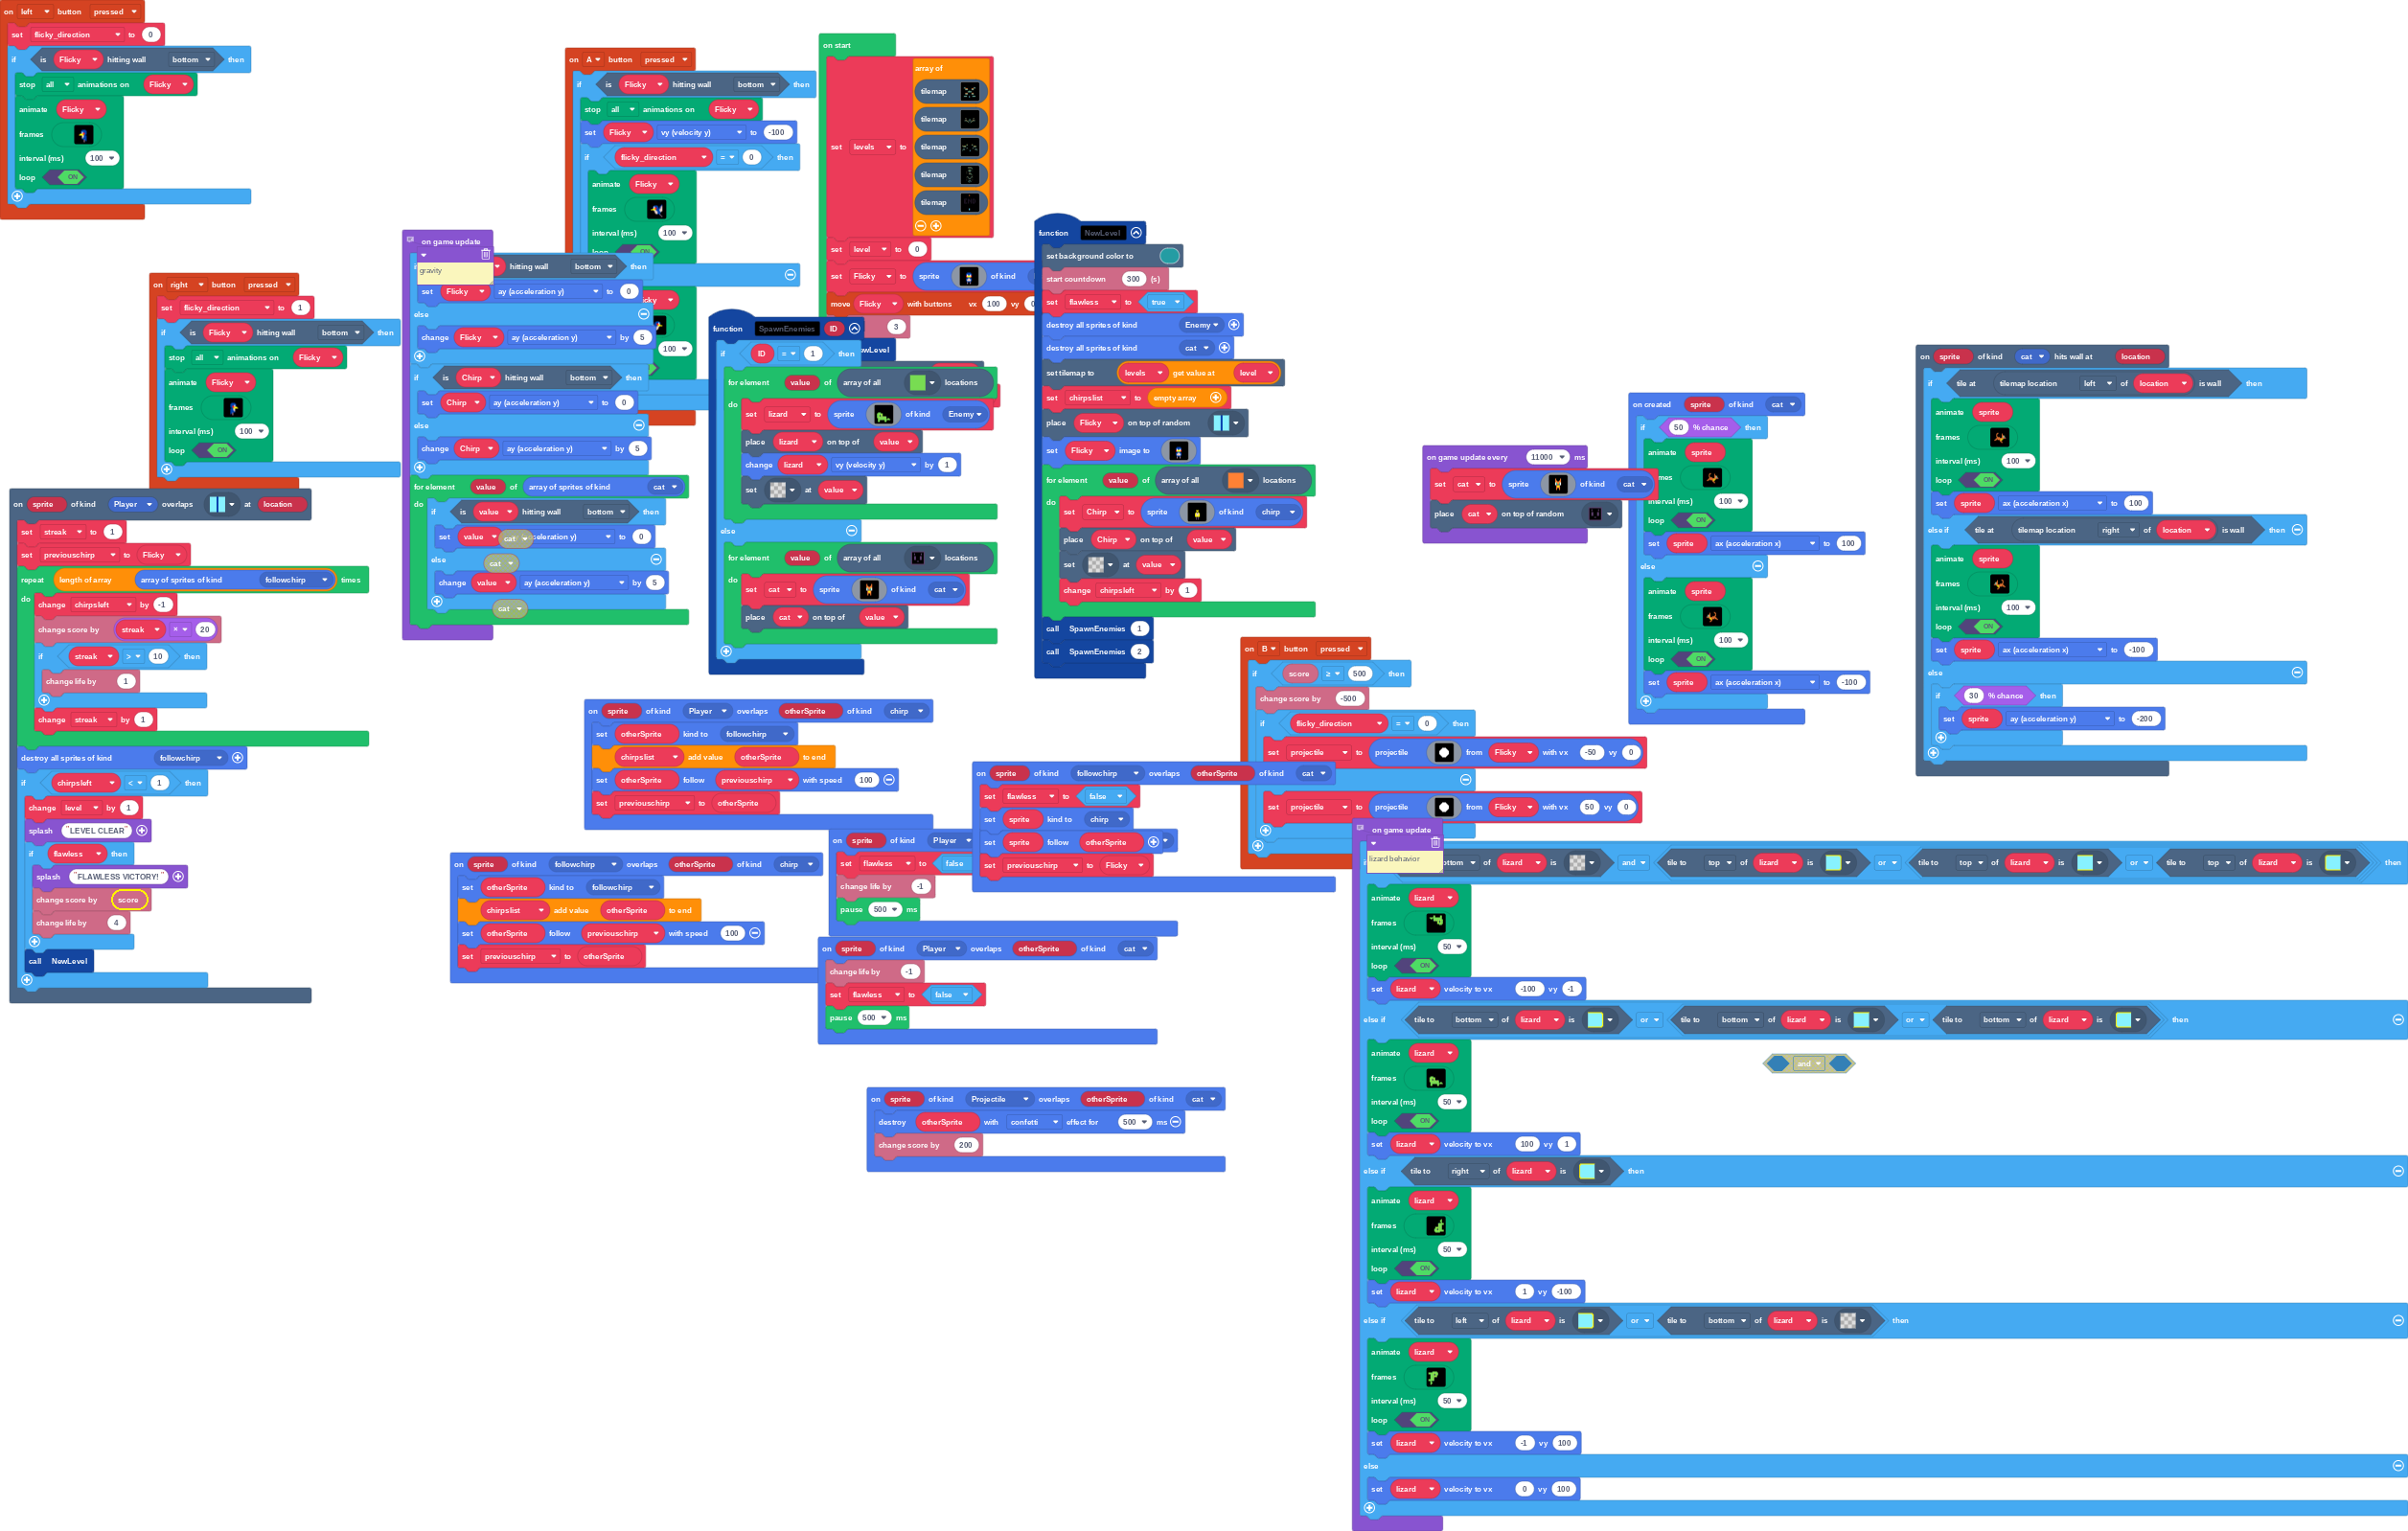 on left button pressed
set flicky_direction to 0
if is Flicky hitting wall bottom then
stop all animations on Flicky
animate Flicky
frames
interval (ms) 100
loop ON
on right button pressed
set flicky_direction to 1
if is Flicky hitting wall bottom then
stop all animations on Flicky
animate Flicky
frames
interval (ms) 100
loop ON
on sprite of kind Player overlaps at location
set streak to 1
set previouschirp to Flicky
repeat length of array array of sprites of kind followchirp times
do
change chirpsleft by -1
change score by streak × 20
if streak > 10 then
change life by 1
change streak by 1
destroy all sprites of kind followchirp
if chirpsleft < 1 then
change level by 1
splash "LEVEL CLEAR"
if flawless then
splash "FLAWLESS VICTORY! "
change score by score
change life by 4
call NewLevel
on A button pressed
if is Flicky hitting wall bottom then
stop all animations on Flicky
set Flicky vy (velocity y) to -100
if flicky_direction = 0 then
animate Flicky
frames
interval (ms) 100
loop ON
100
on game update
gravity
hitting wall bottom then
set Flicky ay (acceleration y) to 0
else
change Flicky ay (acceleration y) by 5
if is Chirp hitting wall bottom then
set Chirp ay (acceleration y) to 0
else
change Chirp ay (acceleration y) by 5
for element value of array of sprites of kind cat
do
if is value hitting wall bottom then
set value cat to 0
else cat
change value ay (acceleration y) by 5
cat
on start
set levels to array of
tilemap
tilemap
tilemap
tilemap
tilemap
set level to 0
set Flicky to sprite of kind
move Flicky with buttons vx 100 vy
3
function SpawnEnemies ID
if ID = 1 then
for element value of array of all locations
do
set lizard to sprite of kind Enemy
place lizard on top of value
change lizard vy (velocity y) by 1
set at value
else
for element value of array of all locations
do
set cat to sprite of kind cat
place cat on top of value
function NewLevel
set background color to
start countdown 300 (s)
set flawless to true
destroy all sprites of kind Enemy
destroy all sprites of kind cat
set tilemap to levels get value at level
set chirpslist to empty array
place Flicky on top of random
set Flicky image to
for element value of array of all locations
do
set Chirp to sprite of kind chirp
place Chirp on top of value
set at value
change chirpsleft by 1
call SpawnEnemies 1
call SpawnEnemies 2
on sprite of kind Player overlaps otherSprite of kind chirp
set otherSprite kind to followchirp
chirpslist add value otherSprite to end
set otherSprite follow previouschirp with speed 100
set previouschirp to otherSprite
on sprite of kind followchirp overlaps otherSprite of kind chirp
set otherSprite kind to followchirp
chirpslist add value otherSprite to end
set otherSprite follow previouschirp with speed 100
set previouschirp to otherSprite
on sprite of kind Player
set flawless to false
change life by -1
pause 500 ms
on sprite of kind followchirp overlaps otherSprite of kind cat
set flawless to false
set sprite kind to chirp
set sprite follow otherSprite
set previouschirp to Flicky
on sprite of kind Player overlaps otherSprite of kind cat
change life by -1
set flawless to false
pause 500 ms
on sprite of kind Projectile overlaps otherSprite of kind cat
destroy otherSprite with confetti effect for 500 ms
change score by 200
on B button pressed
if score ≥ 500 then
change score by -500
if flicky_direction = 0 then
set projectile to projectile from Flicky with vx -50 vy 0
set projectile to projectile from Flicky with vx 50 vy 0
on game update every 11000 ms
set cat to sprite of kind cat
place cat on top of random
on created sprite of kind cat
if 50 % chance then
animate sprite
interval (ms) 100
loop ON
set sprite ax (acceleration x) to 100
else
animate sprite
frames
interval (ms) 100
loop ON
set sprite ax (acceleration x) to -100
on sprite of kind cat hits wall at location
if tile at tilemap location left of location is wall then
animate sprite
frames
interval (ms) 100
loop ON
set sprite ax (acceleration x) to 100
else if tile at tilemap location right of location is wall then
animate sprite
frames
interval (ms) 100
loop ON
set sprite ax (acceleration x) to -100
else
if 30 % chance then
set sprite ay (acceleration y) to -200
on game update
lizard behavior
of lizard is and tile to top of lizard is or tile to top of lizard is or tile to top of lizard is then
animate lizard
frames
interval (ms) 50
loop ON
set lizard velocity to vx -100 vy -1
else if tile to bottom of lizard is or tile to bottom of lizard is or tile to bottom of lizard is then
and
animate lizard
frames
interval (ms) 50
loop ON
set lizard velocity to vx 100 vy 1
else if tile to right of lizard is then
animate lizard
frames
interval (ms) 50
loop ON
set lizard velocity to vx 1 vy -100
else if tile to left of lizard is or tile to bottom of lizard is then
animate lizard
frames
interval (ms) 50
loop ON
set lizard velocity to vx -1 vy 100
else
set lizard velocity to vx 0 vy 100